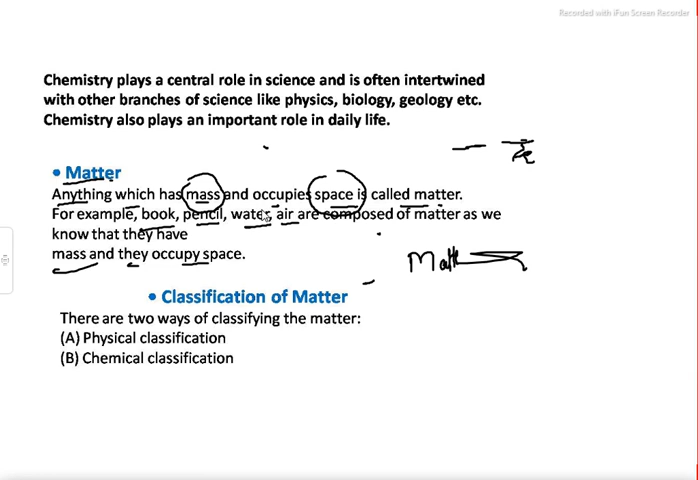 Recorded with iFun Screen Recorder
Chemistry plays a central role in science and is often intertwined
with other branches of science like physics, biology, geology etc.
Chemistry also plays an important role in daily life.
• Matter
Anything which has mass and occupies space is called matter.
For example, book, pencil, water, air are composed of matter as we
know that they have
mass and they occupy space.
• Classification of Matter
There are two ways of classifying the matter:
(A) Physical classification
(B) Chemical classification